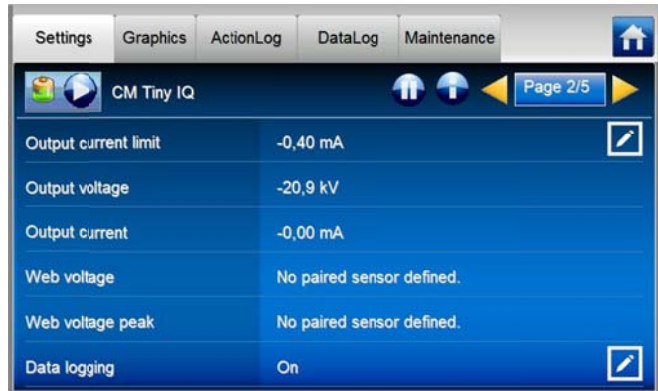 Settings Graphics ActionLog DataLog Maintenance
CM Tiny IQ Page 2/5
Output current limit -0,40 mA
Output voltage -20,9 kV
Output current -0,00 mA
Web voltage No paired sensor defined.
Web voltage peak No paired sensor defined.
Data logging On